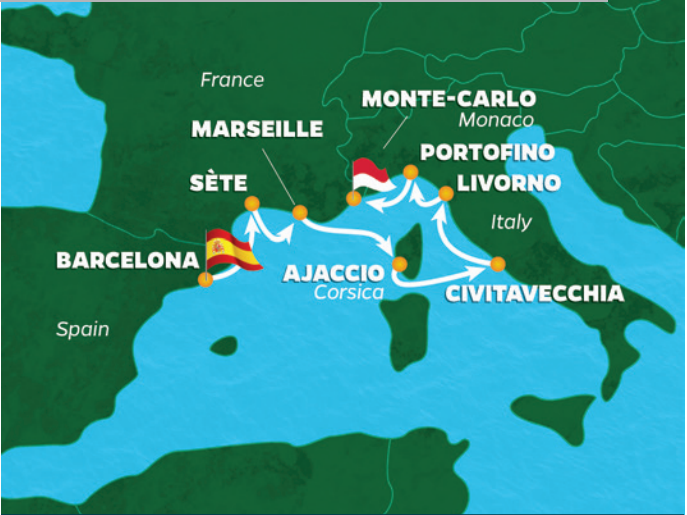 France
MONTE-CARLO
Monaco
MARSEILLE
PORTOFINO
SÈTE
LIVORNO
Italy
BARCELONA
AJACCIO
Corsica
CIVITAVECCHIA
Spain